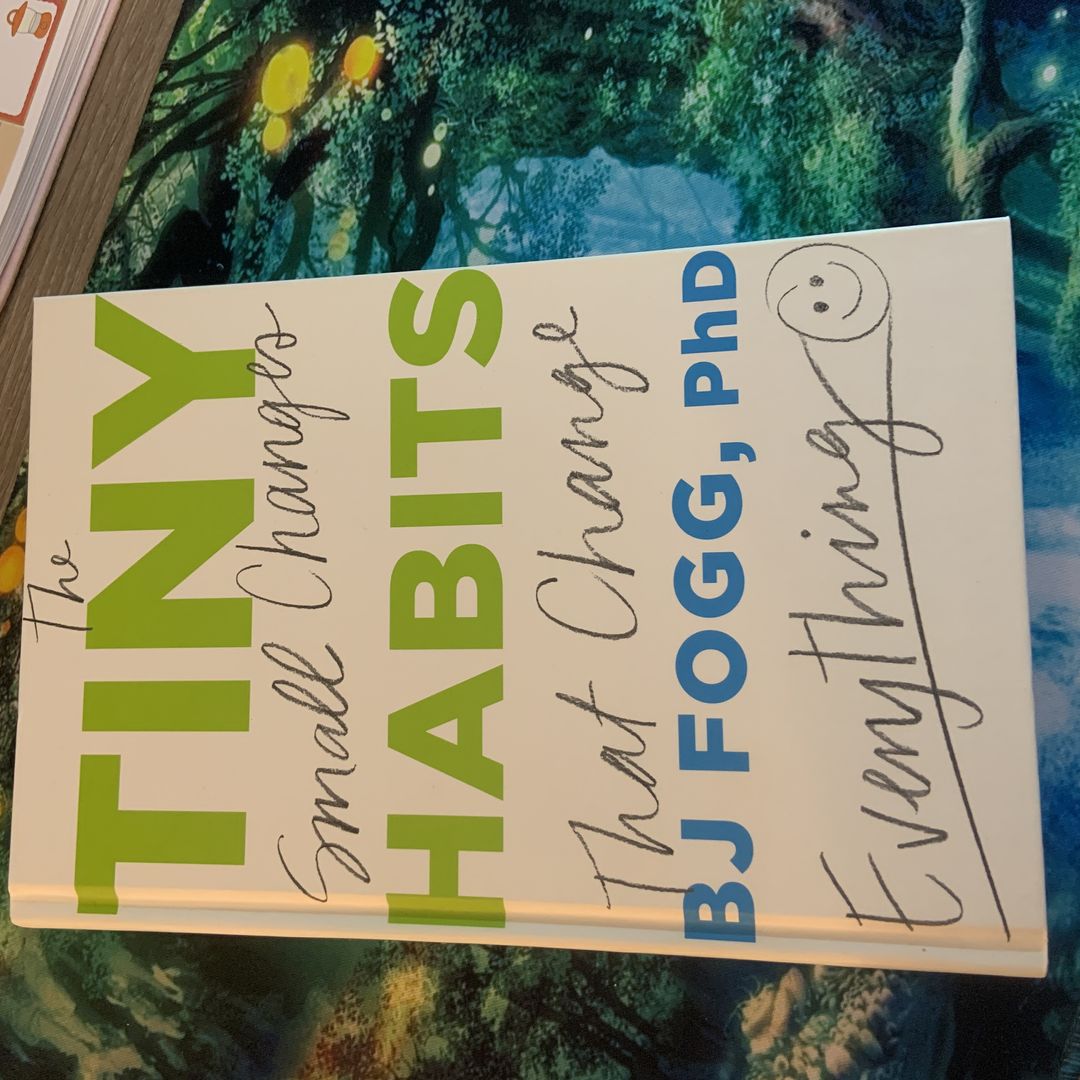 The
TINY
Small Changes
HABITS
That Change
BJ FOGG, PhD
EveryThing